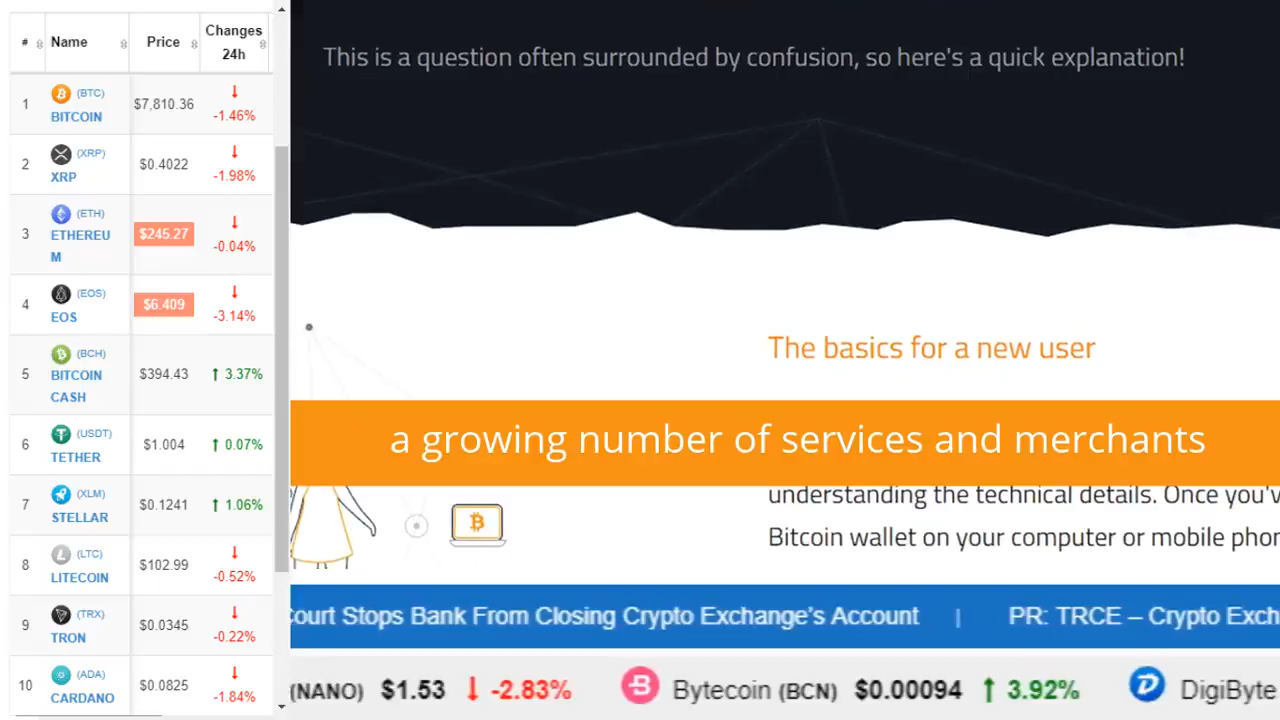 # Name Price Changes 24h
1 (BTC) BITCOIN $7,810.36 ↓ -1.46%
2 (XRP) XRP $0.4022 ↓ -1.98%
3 (ETH) ETHEREUM $245.27 ↓ -0.04%
4 (EOS) EOS $6.409 ↓ -3.14%
5 (BCH) BITCOIN CASH $394.43 ↑ 3.37%
6 (USDT) TETHER $1.004 ↑ 0.07%
7 (XLM) STELLAR $0.1241 ↑ 1.06%
8 (LTC) LITECOIN $102.99 ↓ -0.52%
9 (TRX) TRON $0.0345 ↓ -0.22%
10 (ADA) CARDANO $0.0825 ↓ -1.84%
This is a question often surrounded by confusion, so here's a quick explanation!
The basics for a new user
a growing number of services and merchants
understanding the technical details. Once you'v
Bitcoin wallet on your computer or mobile phon
Court Stops Bank From Closing Crypto Exchange's Account | PR: TRCE – Crypto Exch
(NANO) $1.53 ↓ -2.83% Bytecoin (BCN) $0.00094 ↑ 3.92% DigiByte